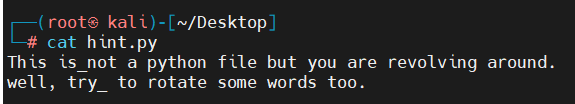 ┌──(root㉿ kali)-[~/Desktop]
└─# cat hint.py
This is_not a python file but you are revolving around.
well, try_ to rotate some words too.